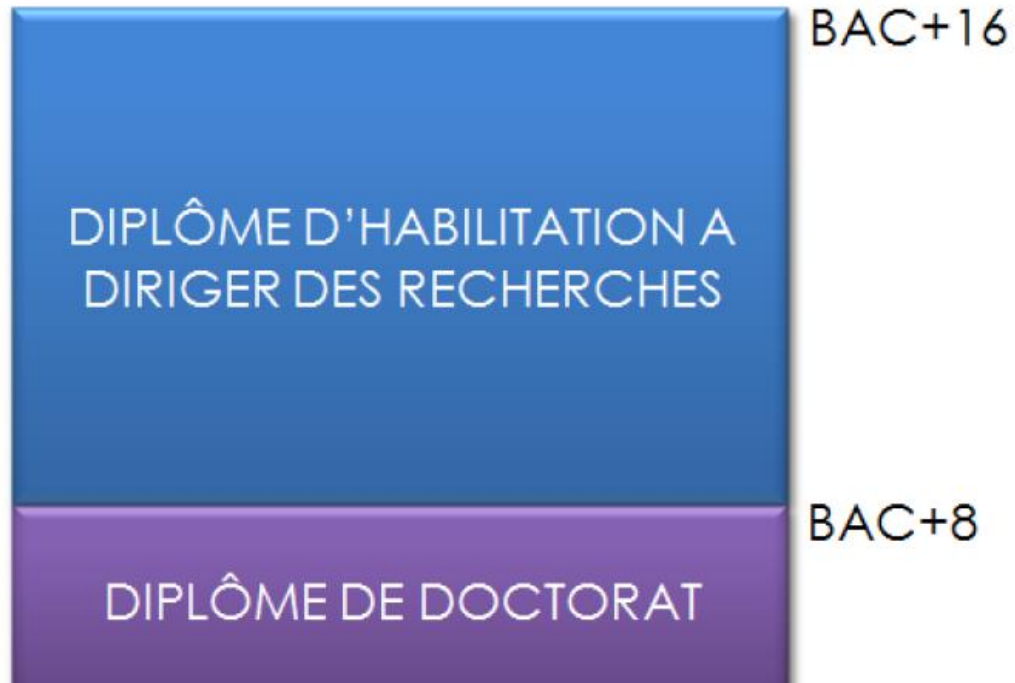 BAC+16
DIPLÔME D'HABILITATION A
DIRIGER DES RECHERCHES
BAC+8
DIPLÔME DE DOCTORAT